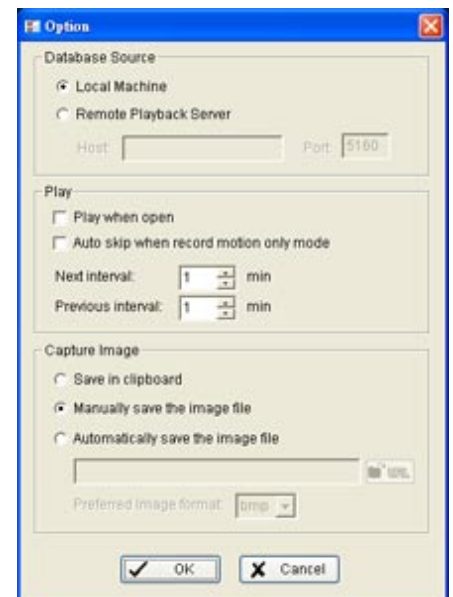 Option
Database Source
Local Machine
Remote Playback Server
Host: Port: 5160
Play
Play when open
Auto skip when record motion only mode
Next interval: 1 min
Previous interval: 1 min
Capture Image
Save in clipboard
Manually save the image file
Automatically save the image file
Preferred image format: bmp
OK Cancel